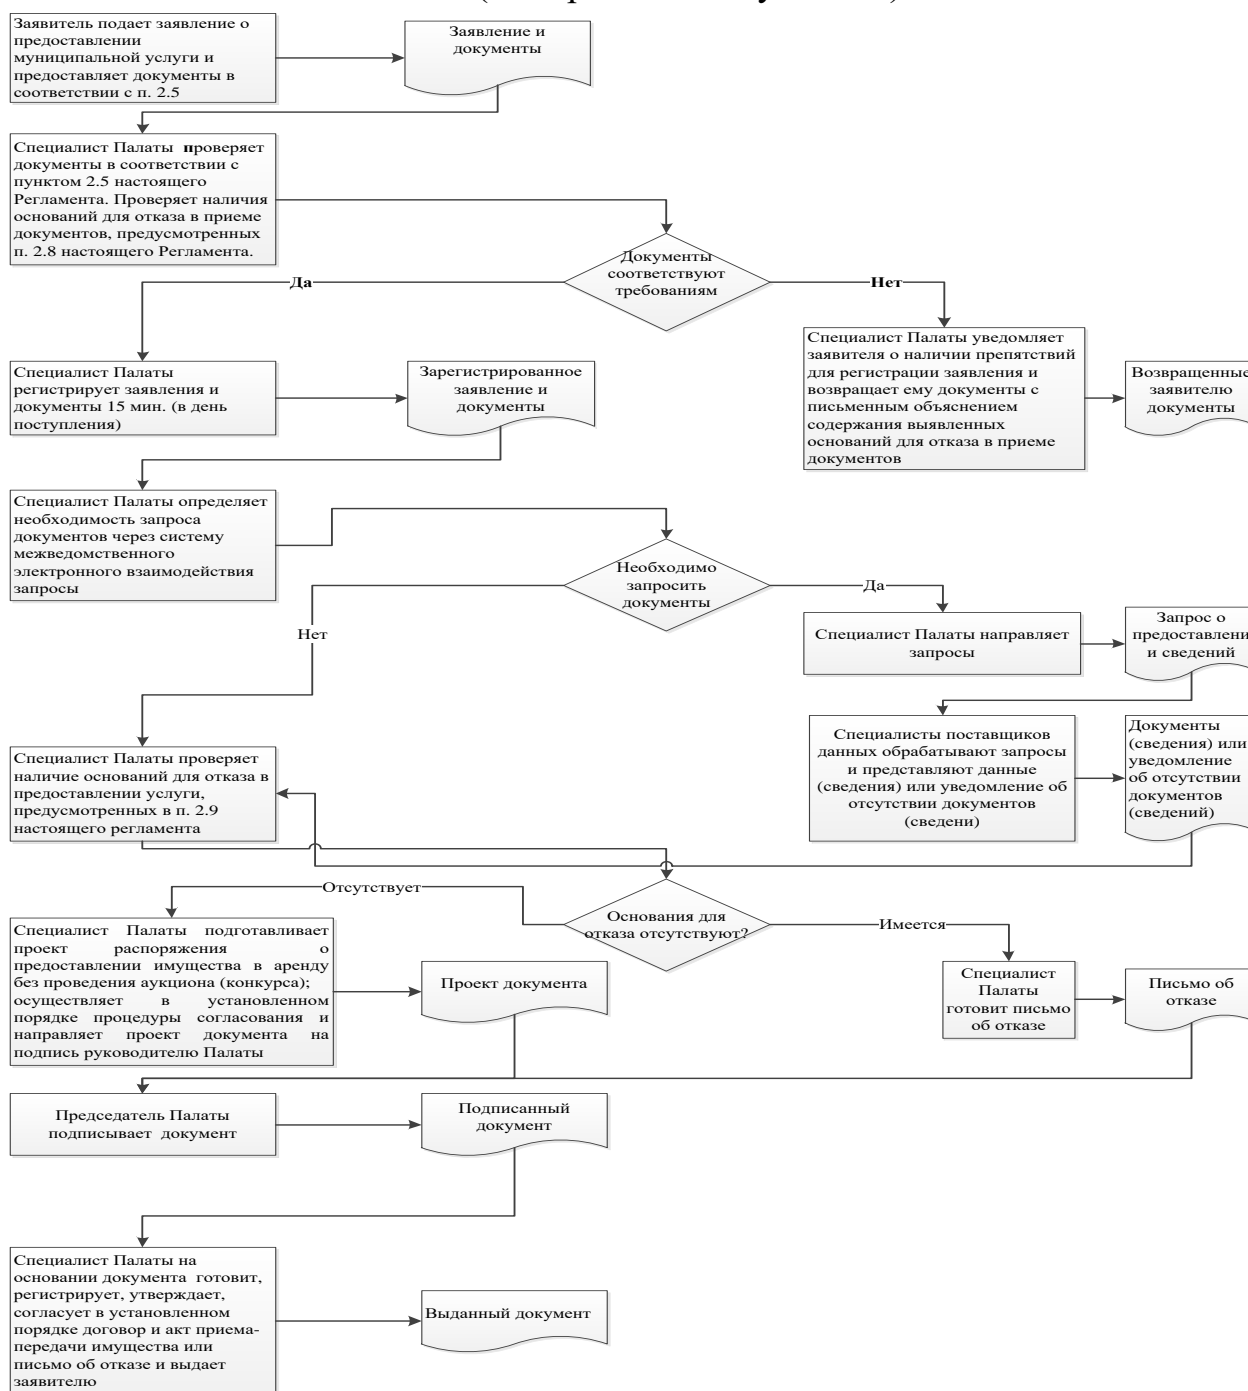 Заявитель подает заявление о
предоставлении
муниципальной услуги и
предоставляет документы в
соответствии с п. 2.5
Заявление и
документы
Специалист Палаты проверяет
документы в соответствии с
пунктом 2.5 настоящего
Регламента. Проверяет наличия
оснований для отказа в приеме
документов, предусмотренных
п. 2.8 настоящего Регламента.
Документы
соответствуют
требованиям
Да
Нет
Специалист Палаты
регистрирует заявления и
документы 15 мин. (в день
поступления)
Зарегистрированное
заявление и
документы
Специалист Палаты уведомляет
заявителя о наличии препятствий
для регистрации заявления и
возвращает ему документы с
письменным объяснением
содержания выявленных
оснований для отказа в приеме
документов
Возвращенные
заявителю
документы
Специалист Палаты определяет
необходимость запроса
документов через систему
межведомственного
электронного взаимодействия
запросы
Необходимо
запросить
документы
Да
Нет
Специалист Палаты направляет
запросы
Запрос о
предоставлени
и сведений
Специалисты поставщиков
данных обрабатывают запросы
и представляют данные
(сведения) или уведомление об
отсутствии документов
(сведени)
Документы
(сведения) или
уведомление
об отсутствии
документов
(сведений)
Специалист Палаты проверяет
наличие оснований для отказа в
предоставлении услуги,
предусмотренных в п. 2.9
настоящего регламента
Отсутствует
Основания для
отказа отсутствуют?
Имеется
Специалист Палаты подготавливает
проект распоряжения о
предоставлении имущества в аренду
без проведения аукциона (конкурса);
осуществляет в установленном
порядке процедуры согласования и
направляет проект документа на
подпись руководителю Палаты
Проект документа
Специалист
Палаты
готовит письмо
об отказе
Письмо об
отказе
Председатель Палаты
подписывает документ
Подписанный
документ
Специалист Палаты на
основании документа готовит,
регистрирует, утверждает,
согласует в установленном
порядке договор и акт приема-
передачи имущества или
письмо об отказе и выдает
заявителю
Выданный документ